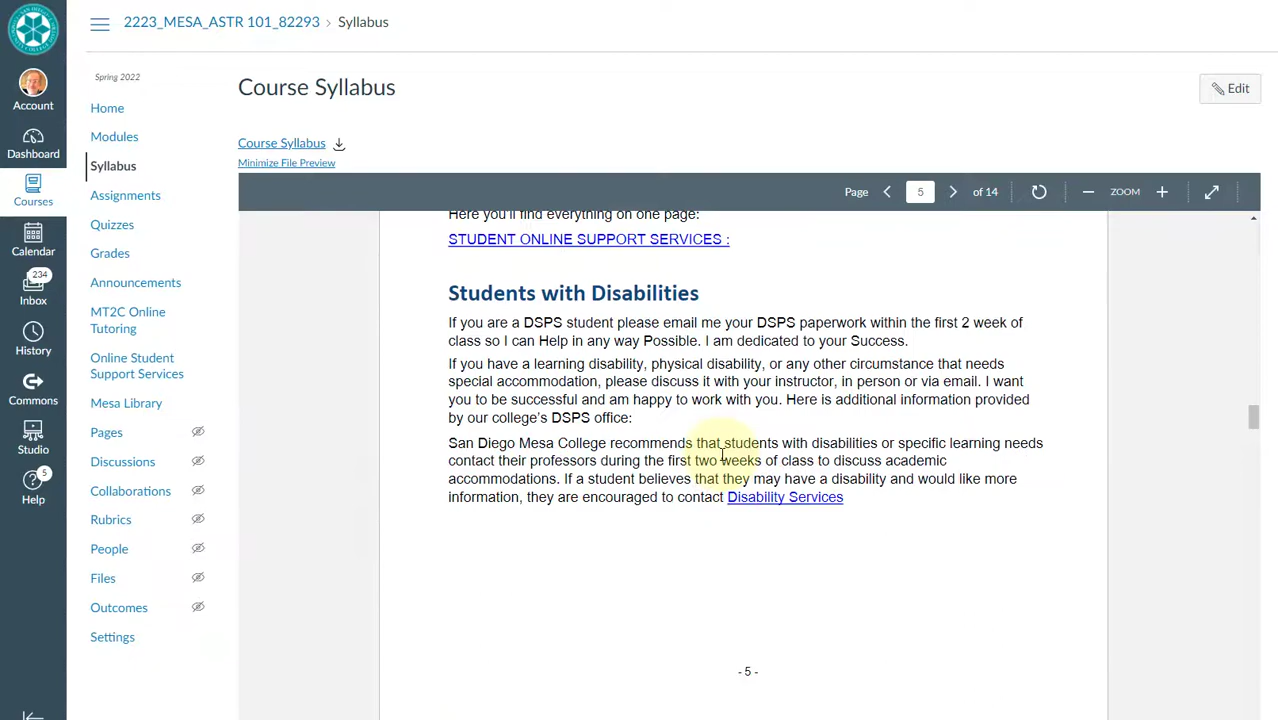 2223_MESA_ASTR 101_82293 › Syllabus
Account
Dashboard
Courses
Calendar
234
Inbox
History
Commons
Studio
5
Help
Spring 2022
Home
Modules
Syllabus
Assignments
Quizzes
Grades
Announcements
MT2C Online
Tutoring
Online Student
Support Services
Mesa Library
Pages
Discussions
Collaborations
Rubrics
People
Files
Outcomes
Settings
Course Syllabus
Edit
Course Syllabus
Minimize File Preview
Page 5 of 14 ZOOM
Here you'll find everything on one page:
STUDENT ONLINE SUPPORT SERVICES :
Students with Disabilities
If you are a DSPS student please email me your DSPS paperwork within the first 2 week of
class so I can Help in any way Possible. I am dedicated to your Success.
If you have a learning disability, physical disability, or any other circumstance that needs
special accommodation, please discuss it with your instructor, in person or via email. I want
you to be successful and am happy to work with you. Here is additional information provided
by our college's DSPS office:
San Diego Mesa College recommends that students with disabilities or specific learning needs
contact their professors during the first two weeks of class to discuss academic
accommodations. If a student believes that they may have a disability and would like more
information, they are encouraged to contact Disability Services
- 5 -